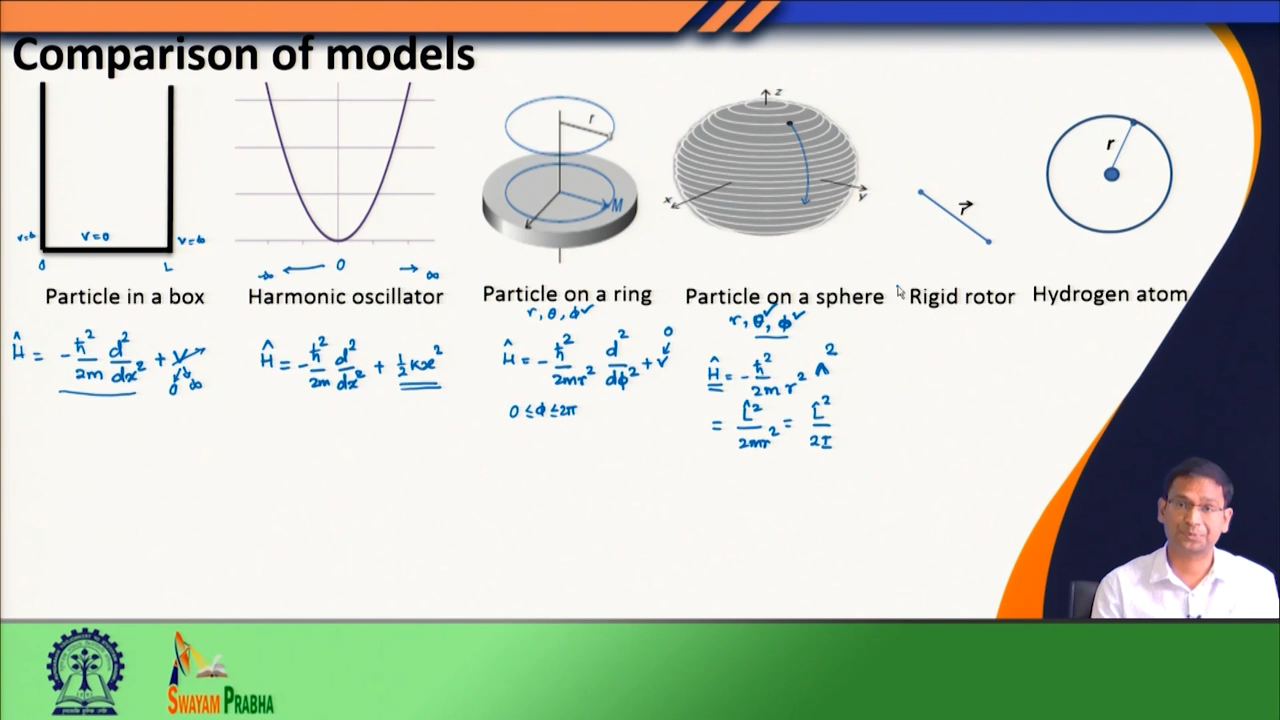 Comparison of models
z
r
M
x
y
r⃗
r
V=∞
V=0
V=∞
0
L
-∞ ← 0 → ∞
Particle in a box
Harmonic oscillator
Particle on a ring
Particle on a sphere
Rigid rotor
Hydrogen atom
Ĥ = -ħ²/2m d²/dx² + V
0 ∞
Ĥ = -ħ²/2m d²/dx² + ½kx²
r, θ, φ✓
Ĥ = -ħ²/2mr² d²/dφ² + V
0
0 ≤ φ ≤ 2π
r, θ✓, φ✓
Ĥ = -ħ²/2mr² Λ²
= L̂²/2mr² = L̂²/2I
SWAYAM PRABHA